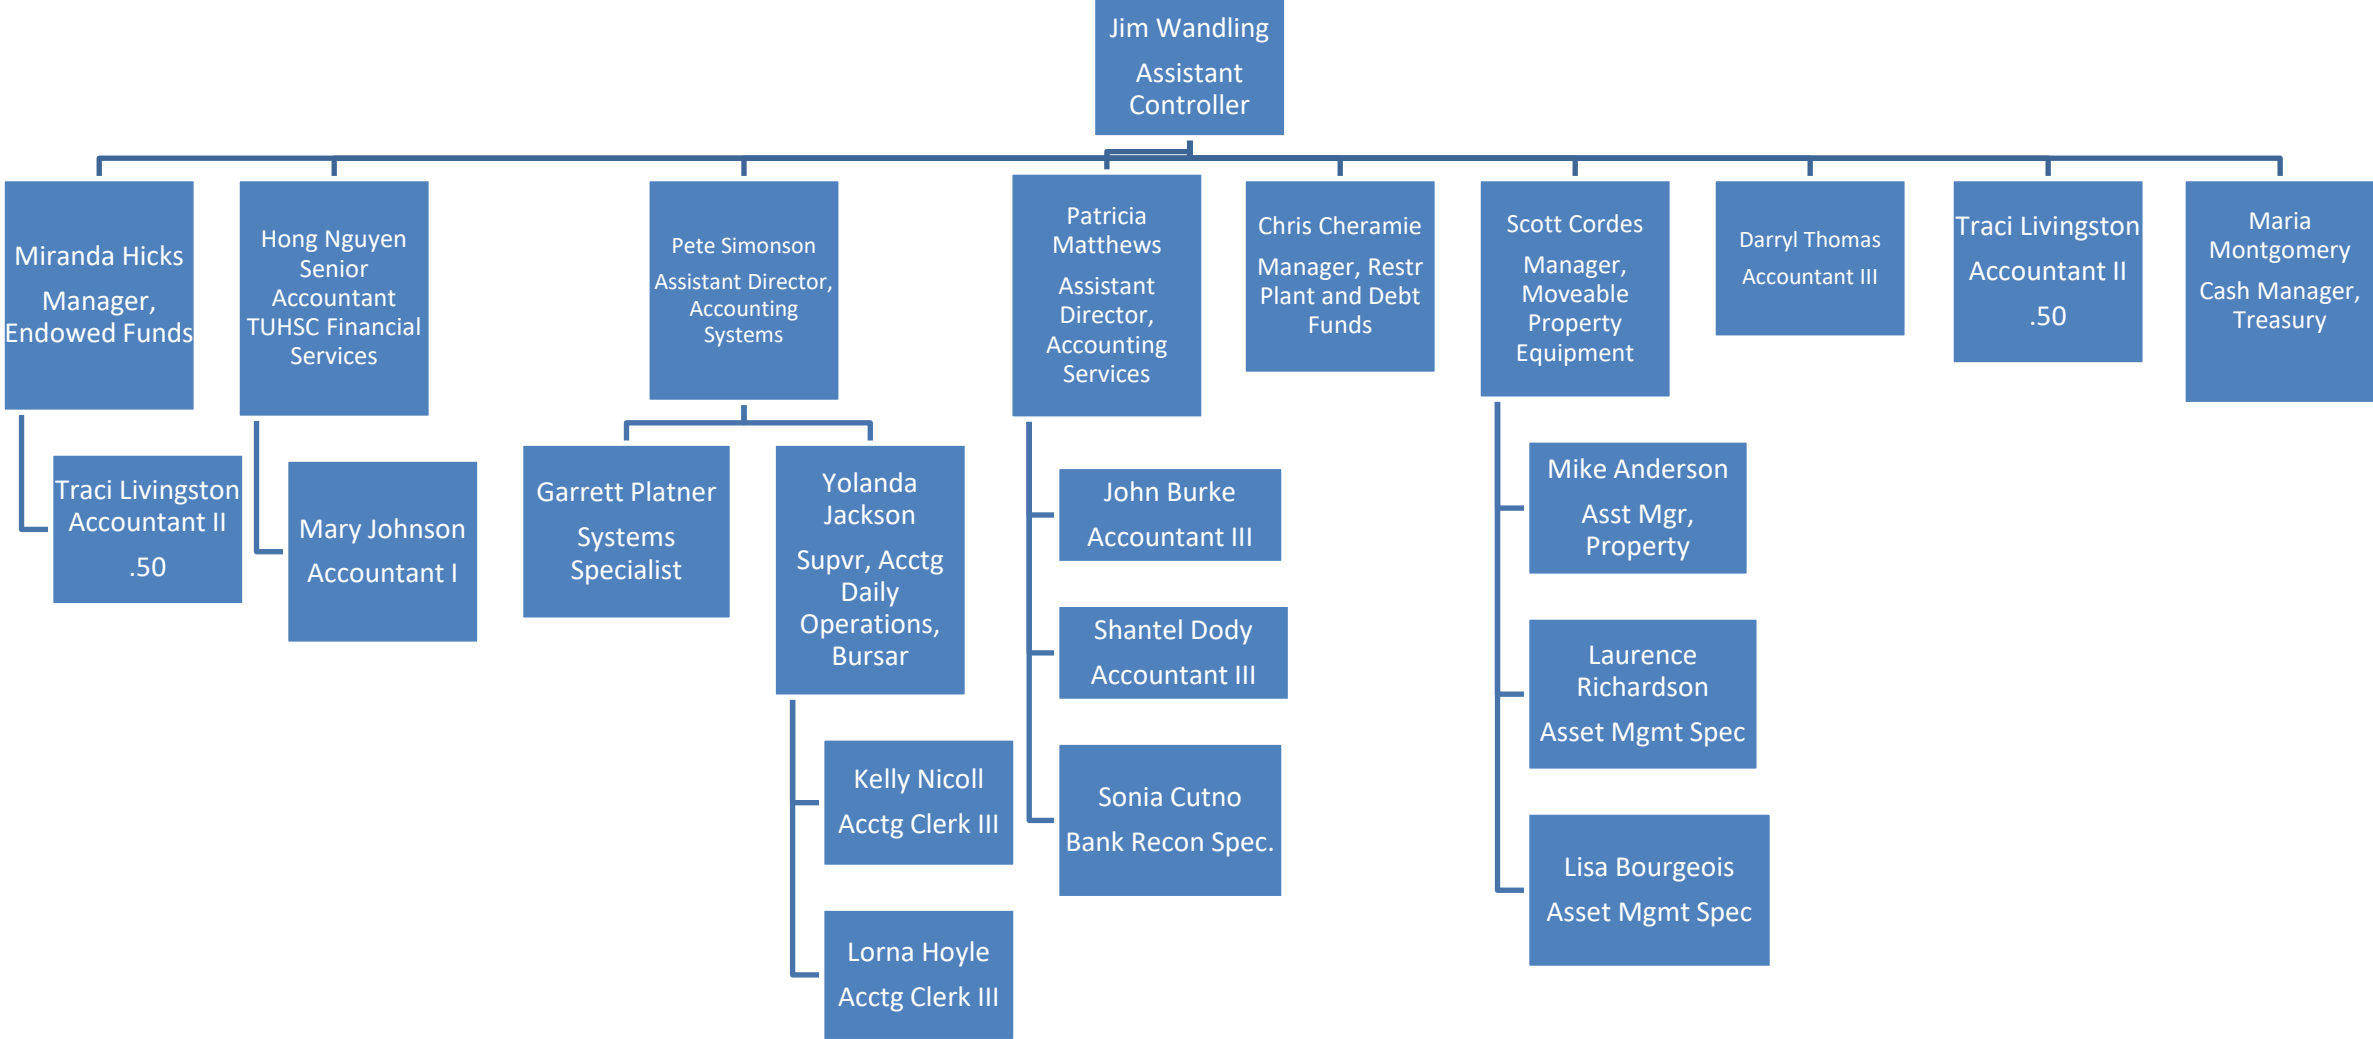 Jim Wandling
Assistant
Controller
Miranda Hicks
Manager,
Endowed Funds
Hong Nguyen
Senior
Accountant
TUHSC Financial
Services
Pete Simonson
Assistant Director,
Accounting
Systems
Patricia
Matthews
Assistant
Director,
Accounting
Services
Chris Cheramie
Manager, Restr
Plant and Debt
Funds
Scott Cordes
Manager,
Moveable
Property
Equipment
Darryl Thomas
Accountant III
Traci Livingston
Accountant II
.50
Maria
Montgomery
Cash Manager,
Treasury
Traci Livingston
Accountant II
.50
Mary Johnson
Accountant I
Garrett Platner
Systems
Specialist
Yolanda
Jackson
Supvr, Acctg
Daily
Operations,
Bursar
Kelly Nicoll
Acctg Clerk III
Lorna Hoyle
Acctg Clerk III
John Burke
Accountant III
Shantel Dody
Accountant III
Sonia Cutno
Bank Recon Spec.
Mike Anderson
Asst Mgr,
Property
Laurence
Richardson
Asset Mgmt Spec
Lisa Bourgeois
Asset Mgmt Spec